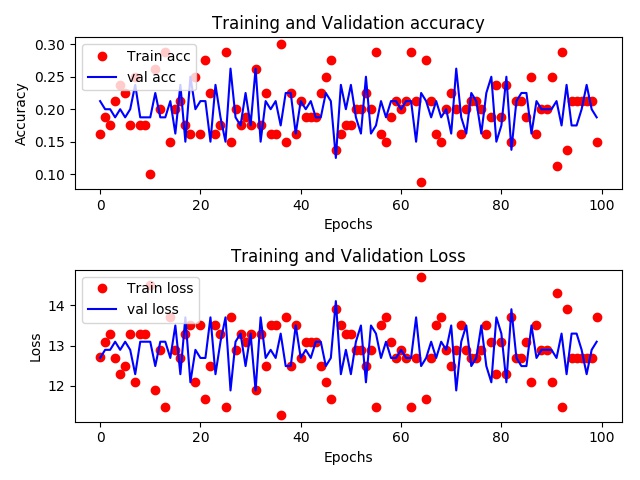 Training and Validation accuracy
Train acc
val acc
Accuracy
0.30
0.25
0.20
0.15
0.10
0 20 40 60 80 100
Epochs
Training and Validation Loss
Train loss
val loss
Loss
14
13
12
0 20 40 60 80 100
Epochs